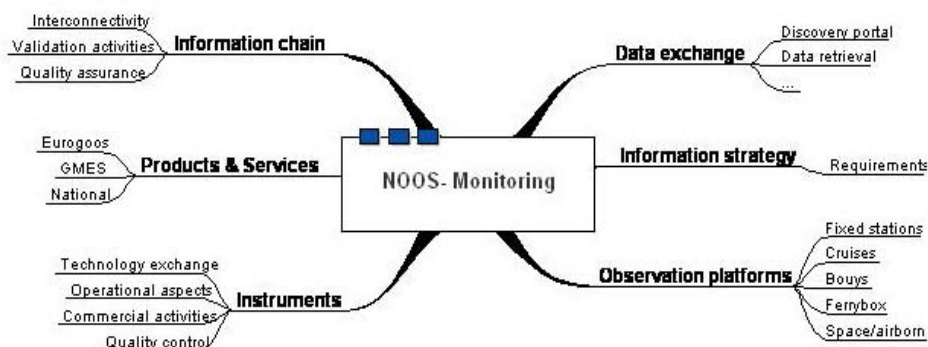 Interconnectivity
Validation activities
Quality assurance
Information chain
Eurogoos
GMES
National
Products & Services
Technology exchange
Operational aspects
Commercial activities
Quality control
Instruments
NOOS- Monitoring
Data exchange
Discovery portal
Data retrieval
...
Information strategy
Requirements
Observation platforms
Fixed stations
Cruises
Bouys
Ferrybox
Space/airborn